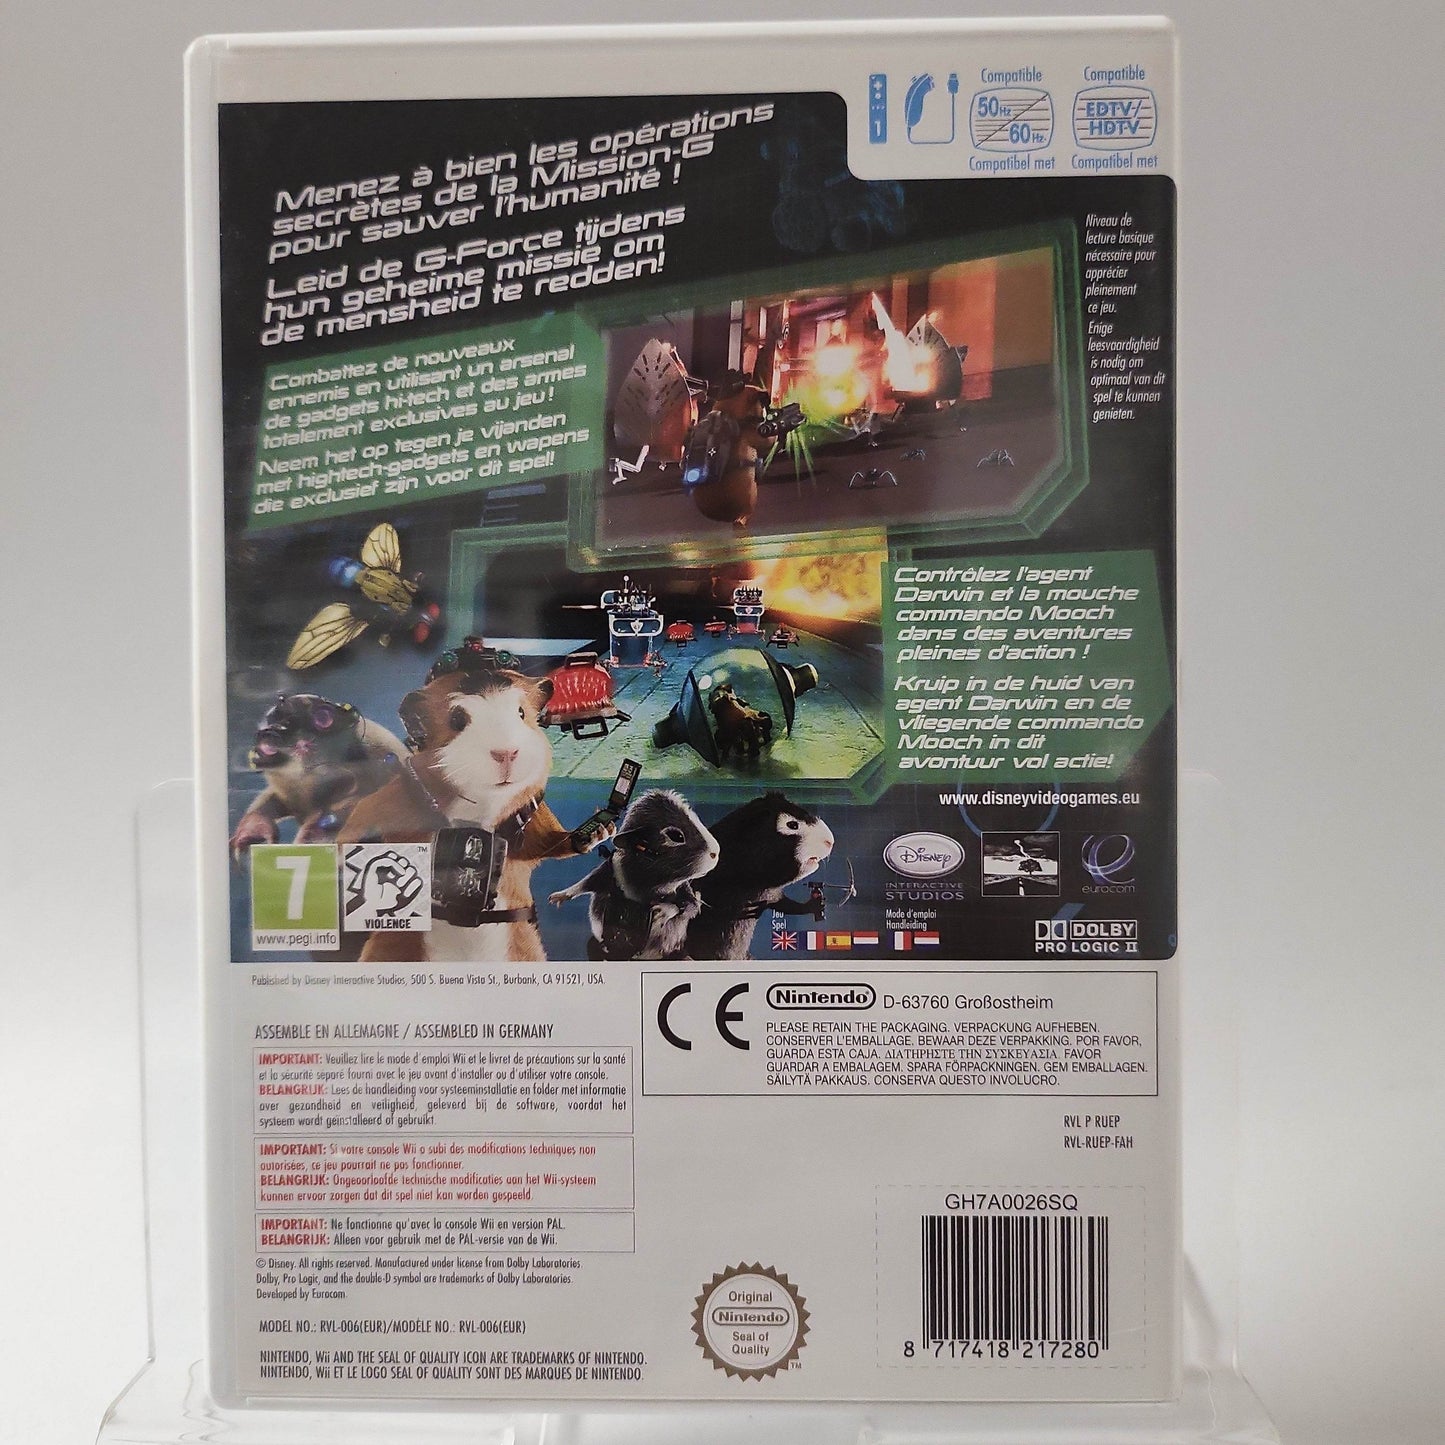 Compatible
50Hz
60Hz
Compatibel met
Compatible
EDTV/
HDTV
Compatibel met
1
Menez à bien les opérations
secrètes de la Mission-G
pour sauver l'humanité !
Leid de G-Force tijdens
hun geheime missie om
de mensheid te redden!
Niveau de
lecture basique
nécessaire pour
apprécier
pleinement
ce jeu.
Enige
leesvaardigheid
is nodig om
optimaal van dit
spel te kunnen
genieten.
Combattez de nouveaux
ennemis en utilisant un arsenal
de gadgets hi-tech et des armes
totalement exclusives au jeu !
Neem het op tegen je vijanden
met hightech-gadgets en wapens
die exclusief zijn voor dit spel!
Contrôlez l'agent
Darwin et la mouche
commando Mooch
dans des aventures
pleines d'action !
Kruip in de huid van
agent Darwin en de
vliegende commando
Mooch in dit
avontuur vol actie!
www.disneyvideogames.eu
7
www.pegi.info
VIOLENCE
TM
Disney
INTERACTIVE
STUDIOS
eurocom
Jeu
Spel
Mode d'emploi
Handleiding
DOLBY
PRO LOGIC II
Published by Disney Interactive Studios, 500 S. Buena Vista St., Burbank, CA 91521, USA.
ASSEMBLE EN ALLEMAGNE / ASSEMBLED IN GERMANY
IMPORTANT: Veuillez lire le mode d'emploi Wii et le livret de précautions sur la santé
et la sécurité séparé fourni avec le jeu avant d'installer ou d'utiliser votre console.
BELANGRIJK: Lees de handleiding voor systeeminstallatie en folder met informatie
over gezondheid en veiligheid, geleverd bij de software, voordat het
systeem wordt geïnstalleerd of gebruikt.
IMPORTANT: Si votre console Wii a subi des modifications techniques non
autorisées, ce jeu pourrait ne pas fonctionner.
BELANGRIJK: Ongeoorloofde technische modificaties aan het Wii-systeem
kunnen ervoor zorgen dat dit spel niet kan worden gespeeld.
IMPORTANT: Ne fonctionne qu'avec la console Wii en version PAL.
BELANGRIJK: Alleen voor gebruik met de PAL-versie van de Wii.
© Disney. All rights reserved. Manufactured under license from Dolby Laboratories.
Dolby, Pro Logic, and the double-D symbol are trademarks of Dolby Laboratories.
Developed by Eurocom.
MODEL NO.: RVL-006(EUR)/MODÈLE NO.: RVL-006(EUR)
NINTENDO, Wii AND THE SEAL OF QUALITY ICON ARE TRADEMARKS OF NINTENDO.
NINTENDO, Wii ET LE LOGO SEAL OF QUALITY SONT DES MARQUES DE NINTENDO.
CE
Nintendo® D-63760 Großostheim
PLEASE RETAIN THE PACKAGING. VERPACKUNG AUFHEBEN.
CONSERVER L'EMBALLAGE. BEWAAR DEZE VERPAKKING. POR FAVOR,
GUARDA ESTA CAJA. ΔΙΑΤΗΡΗΣΤΕ ΤΗΝ ΣΥΣΚΕΥΑΣΙΑ. FAVOR
GUARDAR A EMBALAGEM. SPARA FÖRPACKNINGEN. GEM EMBALLAGEN.
SÄILYTÄ PAKKAUS. CONSERVA QUESTO INVOLUCRO.
RVL P RUEP
RVL-RUEP-FAH
GH7A0026SQ
8 717418 217280
Original
Nintendo
Seal of
Quality
TM